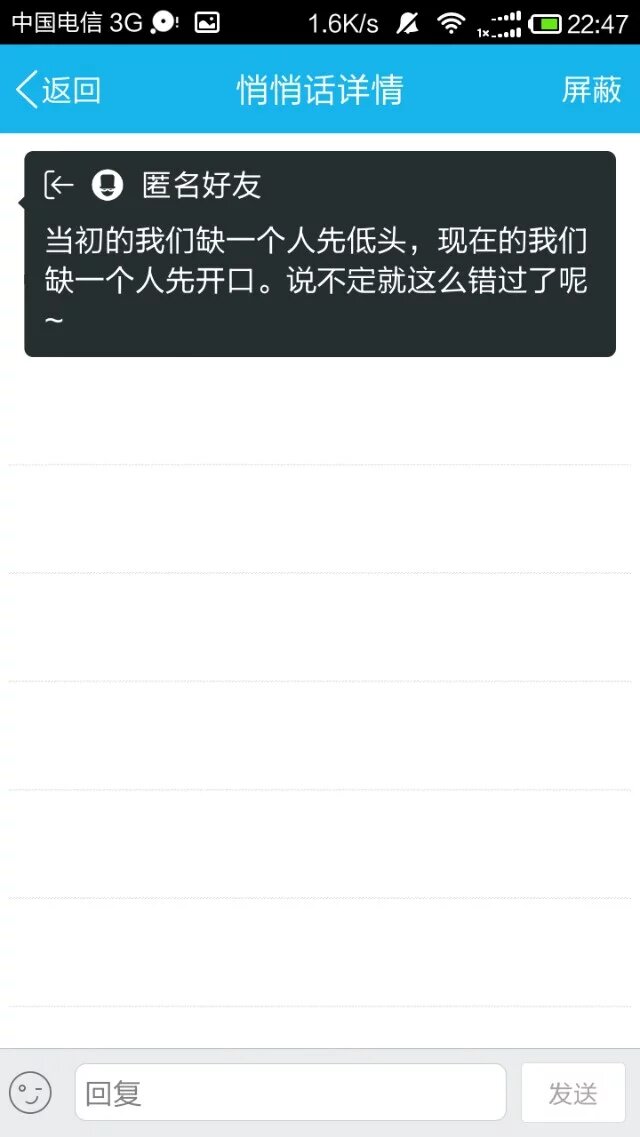 中国电信 3G 1.6K/s 1x 22:47
返回 悄悄话详情 屏蔽
匿名好友
当初的我们缺一个人先低头，现在的我们
缺一个人先开口。说不定就这么错过了呢
~
回复 发送